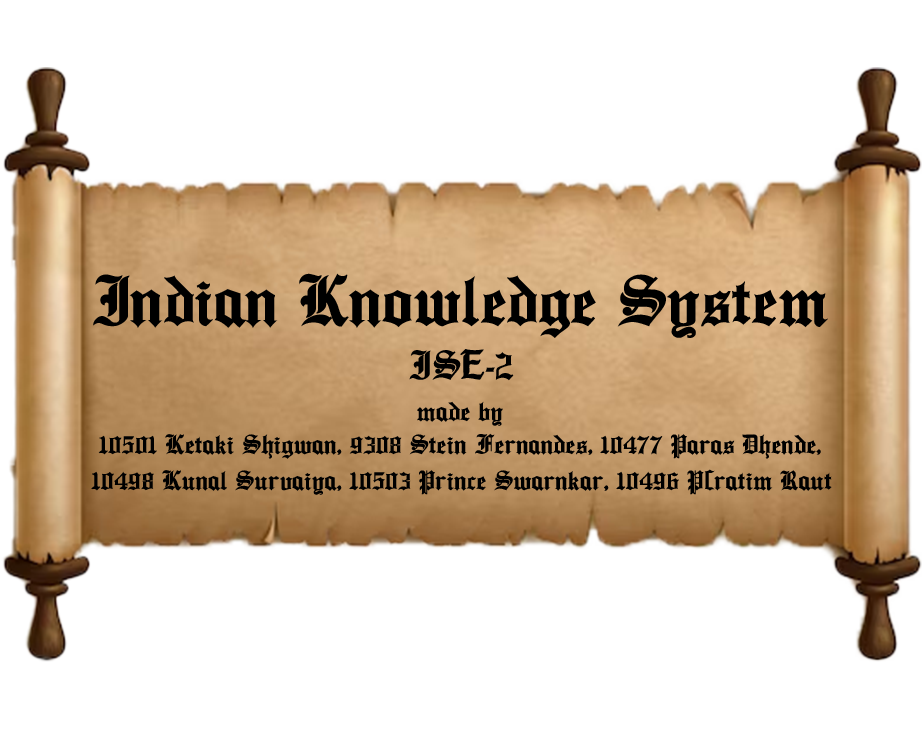 Indian Knowledge System
ISE-2
made by
10501 Ketaki Shigwan, 9308 Stein Fernandes, 10477 Paras Dhende,
10498 Kunal Survaiya, 10503 Prince Swarnkar, 10496 P[ratim Raut